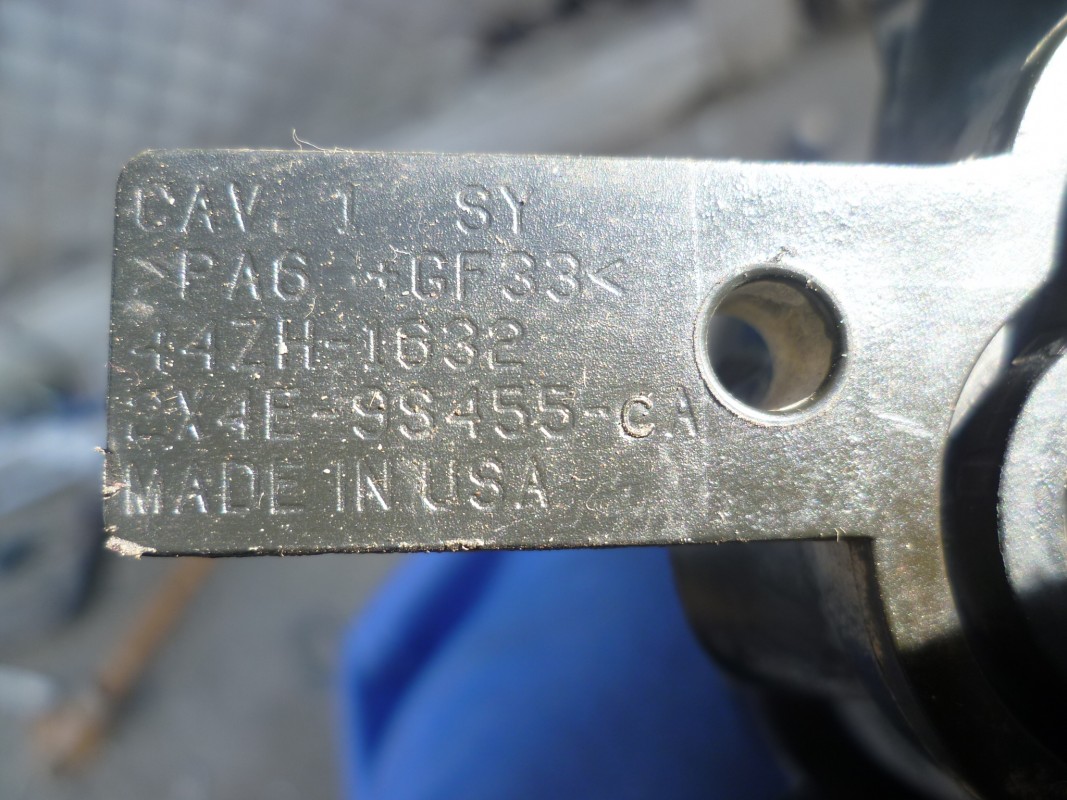 CAV. 1 SY
>PA6 +GF33<
44ZH-1632
2X4E-9S455-CA
MADE IN USA